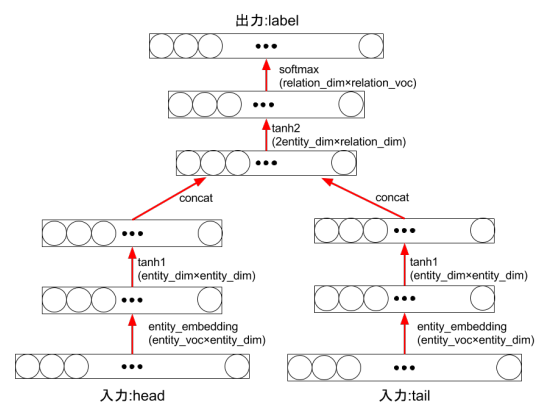 出力:label
softmax
(relation_dim×relation_voc)
tanh2
(2entity_dim×relation_dim)
concat
concat
tanh1
(entity_dim×entity_dim)
tanh1
(entity_dim×entity_dim)
entity_embedding
(entity_voc×entity_dim)
entity_embedding
(entity_voc×entity_dim)
入力:head
入力:tail